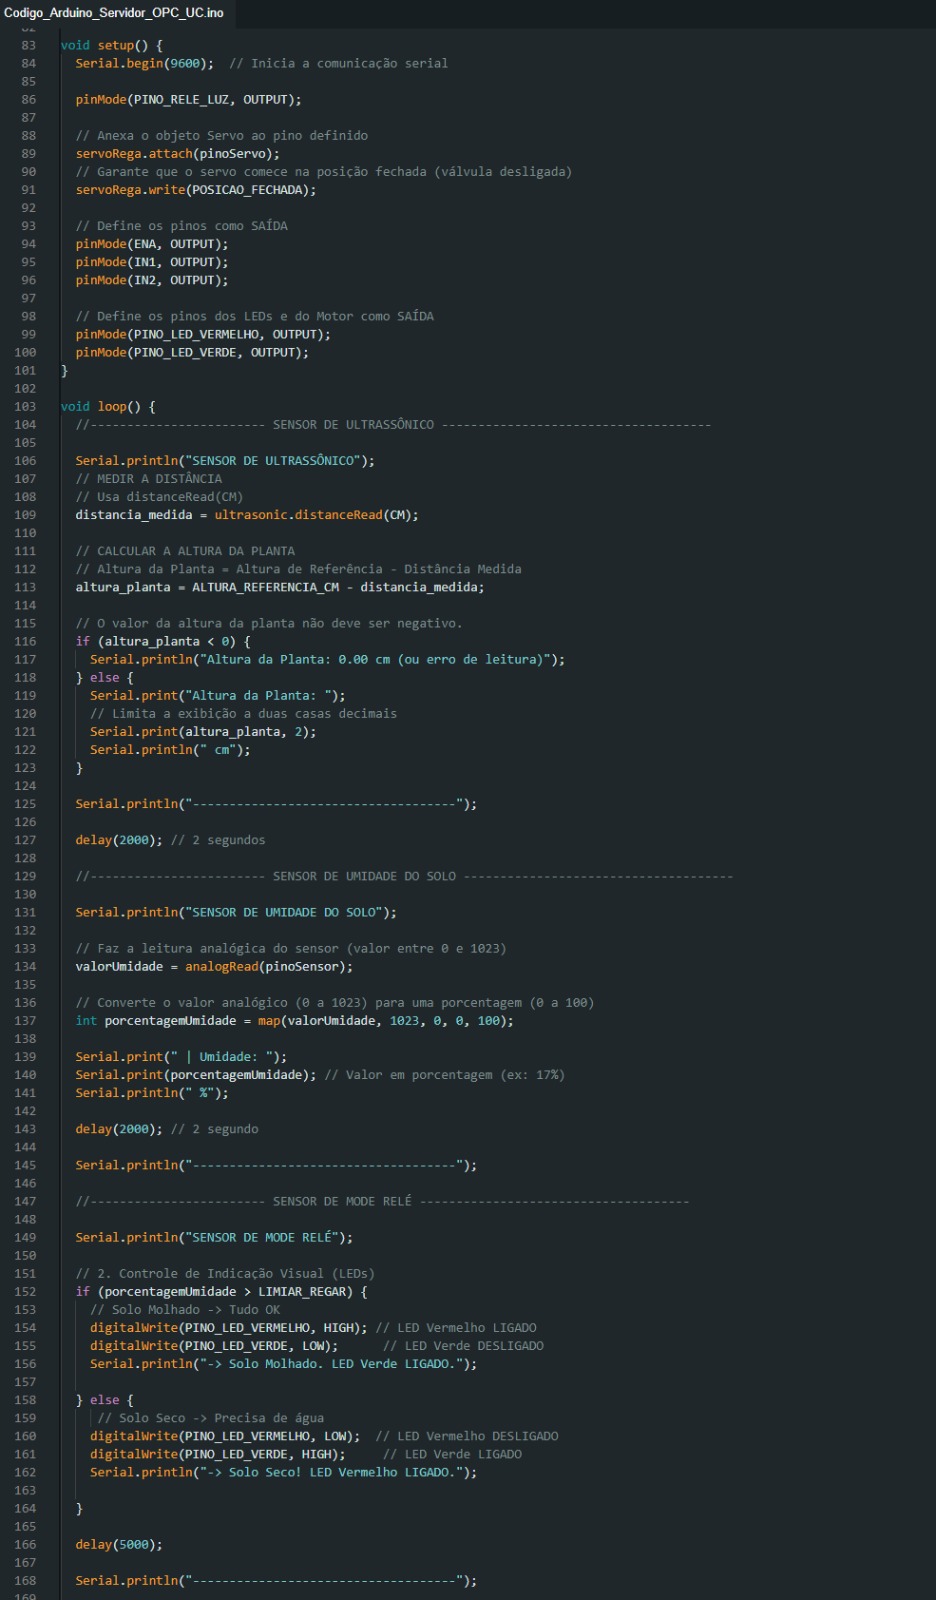 Codigo_Arduino_Servidor_OPC_UC.ino
82
83 void setup() {
84 Serial.begin(9600);  // Inicia a comunicação serial
85
86 pinMode(PINO_RELE_LUZ, OUTPUT);
87
88 // Anexa o objeto Servo ao pino definido
89 servoRega.attach(pinoServo);
90 // Garante que o servo comece na posição fechada (válvula desligada)
91 servoRega.write(POSICAO_FECHADA);
92
93 // Define os pinos como SAÍDA
94 pinMode(ENA, OUTPUT);
95 pinMode(IN1, OUTPUT);
96 pinMode(IN2, OUTPUT);
97
98 // Define os pinos dos LEDs e do Motor como SAÍDA
99 pinMode(PINO_LED_VERMELHO, OUTPUT);
100 pinMode(PINO_LED_VERDE, OUTPUT);
101 }
102
103 void loop() {
104 //------------------------ SENSOR DE ULTRASSÔNICO -------------------------------------
105
106 Serial.println("SENSOR DE ULTRASSÔNICO");
107 // MEDIR A DISTÂNCIA
108 // Usa distanceRead(CM)
109 distancia_medida = ultrasonic.distanceRead(CM);
110
111 // CALCULAR A ALTURA DA PLANTA
112 // Altura da Planta = Altura de Referência - Distância Medida
113 altura_planta = ALTURA_REFERENCIA_CM - distancia_medida;
114
115 // O valor da altura da planta não deve ser negativo.
116 if (altura_planta < 0) {
117 Serial.println("Altura da Planta: 0.00 cm (ou erro de leitura)");
118 } else {
119 Serial.print("Altura da Planta: ");
120 // Limita a exibição a duas casas decimais
121 Serial.print(altura_planta, 2);
122 Serial.println(" cm");
123 }
124
125 Serial.println("------------------------------------");
126
127 delay(2000); // 2 segundos
128
129 //------------------------ SENSOR DE UMIDADE DO SOLO -------------------------------------
130
131 Serial.println("SENSOR DE UMIDADE DO SOLO");
132
133 // Faz a leitura analógica do sensor (valor entre 0 e 1023)
134 valorUmidade = analogRead(pinoSensor);
135
136 // Converte o valor analógico (0 a 1023) para uma porcentagem (0 a 100)
137 int porcentagemUmidade = map(valorUmidade, 1023, 0, 0, 100);
138
139 Serial.print(" | Umidade: ");
140 Serial.print(porcentagemUmidade); // Valor em porcentagem (ex: 17%)
141 Serial.println(" %");
142
143 delay(2000); // 2 segundo
144
145 Serial.println("------------------------------------");
146
147 //------------------------ SENSOR DE MODE RELÉ -------------------------------------
148
149 Serial.println("SENSOR DE MODE RELÉ");
150
151 // 2. Controle de Indicação Visual (LEDs)
152 if (porcentagemUmidade > LIMIAR_REGAR) {
153 // Solo Molhado -> Tudo OK
154 digitalWrite(PINO_LED_VERMELHO, HIGH); // LED Vermelho LIGADO
155 digitalWrite(PINO_LED_VERDE, LOW);      // LED Verde DESLIGADO
156 Serial.println("-> Solo Molhado. LED Verde LIGADO.");
157
158 } else {
159 // Solo Seco -> Precisa de água
160 digitalWrite(PINO_LED_VERMELHO, LOW);  // LED Vermelho DESLIGADO
161 digitalWrite(PINO_LED_VERDE, HIGH);     // LED Verde LIGADO
162 Serial.println("-> Solo Seco! LED Vermelho LIGADO.");
163
164 }
165
166 delay(5000);
167
168 Serial.println("------------------------------------");
169